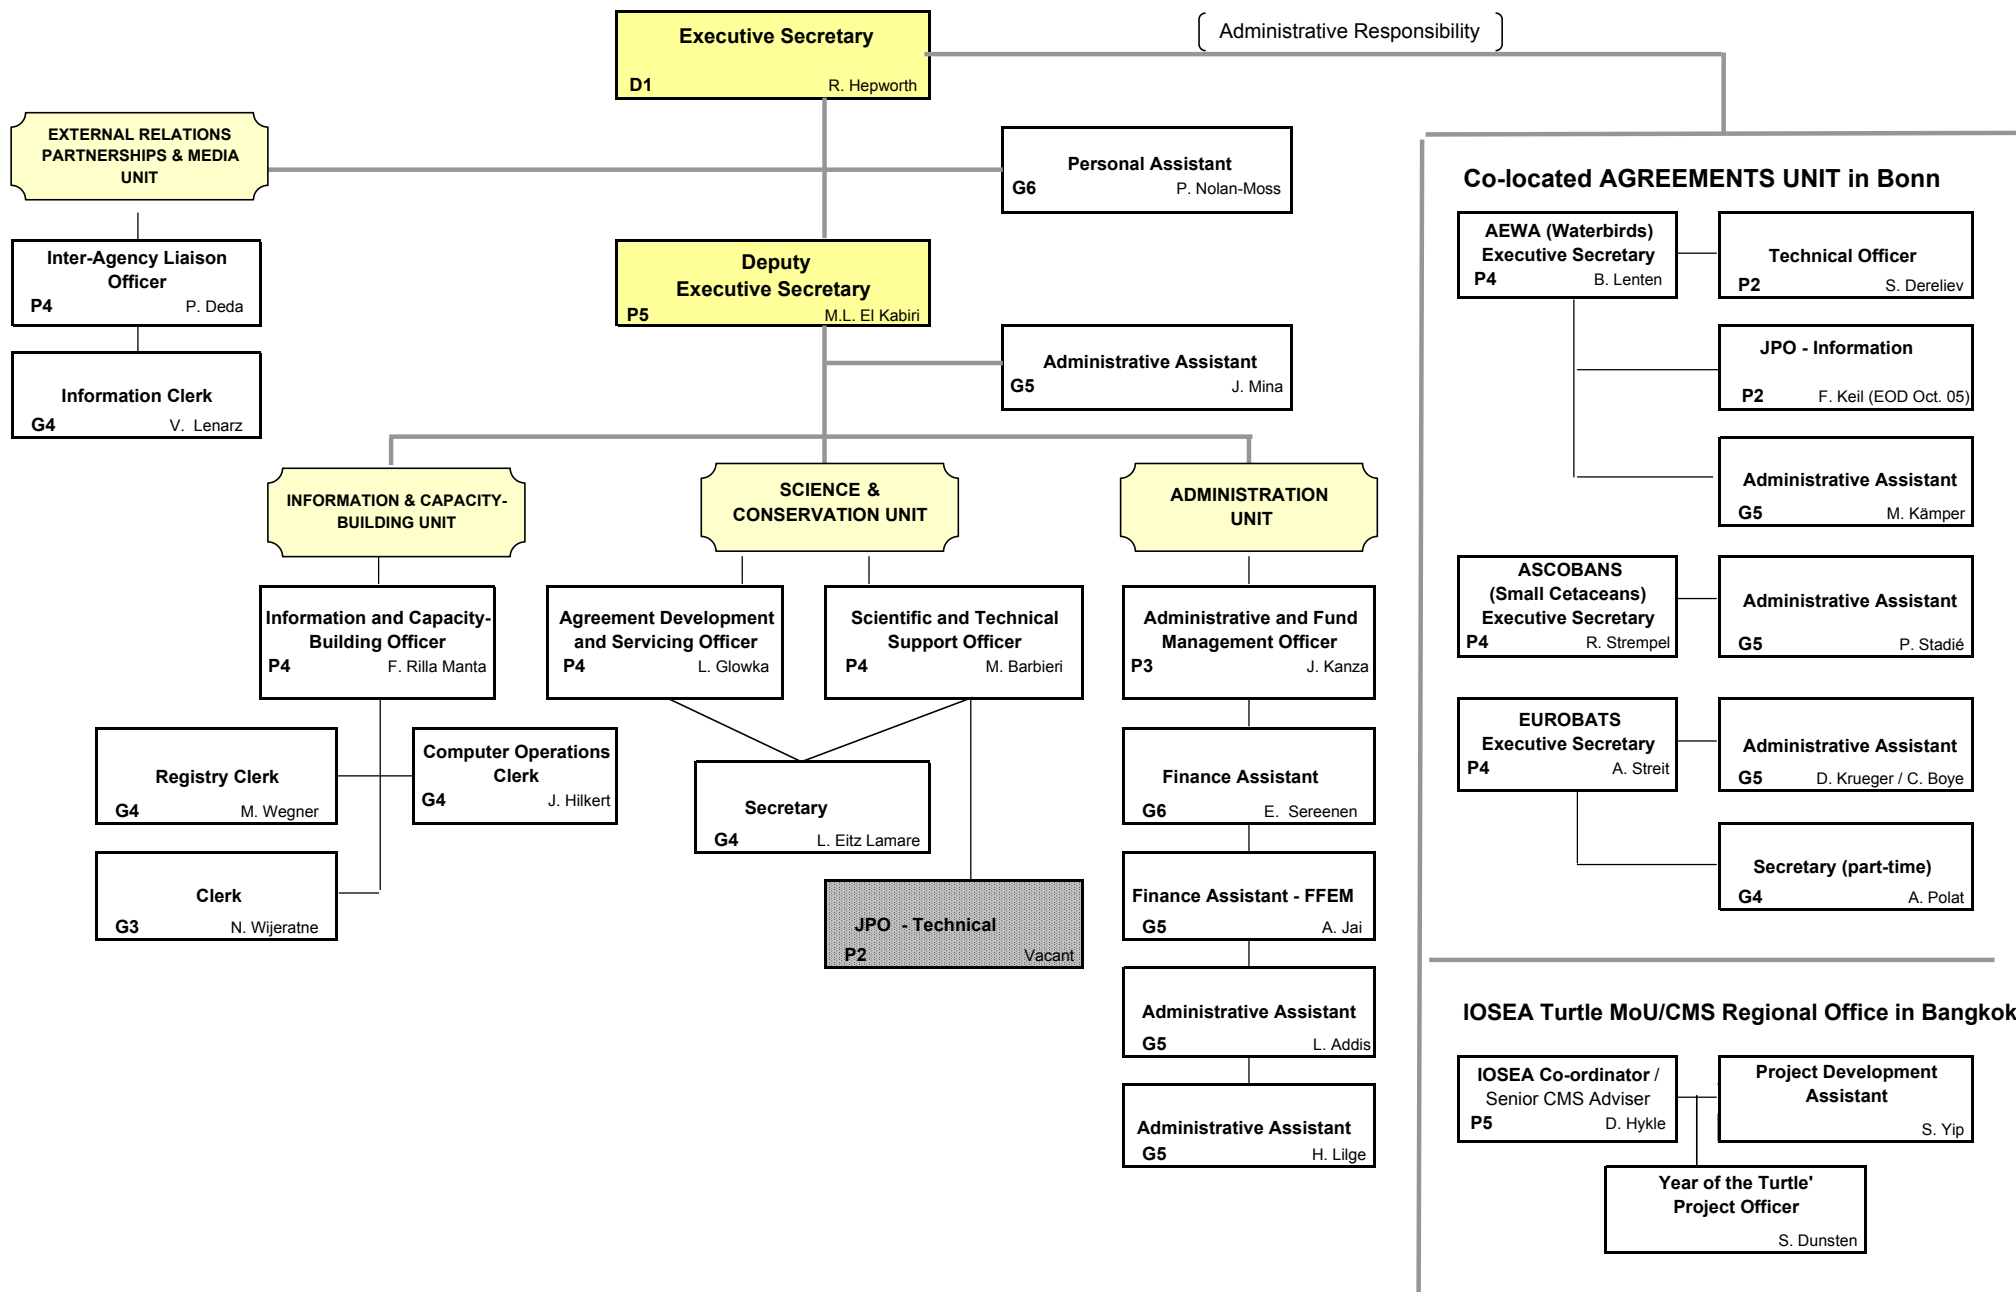 Executive Secretary
D1 R. Hepworth
Administrative Responsibility
EXTERNAL RELATIONS
PARTNERSHIPS & MEDIA
UNIT
Personal Assistant
G6 P. Nolan-Moss
Inter-Agency Liaison
Officer
P4 P. Deda
Information Clerk
G4 V. Lenarz
Deputy
Executive Secretary
P5 M.L. El Kabiri
Administrative Assistant
G5 J. Mina
INFORMATION & CAPACITY-
BUILDING UNIT
Information and Capacity-
Building Officer
P4 F. Rilla Manta
Registry Clerk
G4 M. Wegner
Computer Operations
Clerk
G4 J. Hilkert
Clerk
G3 N. Wijeratne
SCIENCE &
CONSERVATION UNIT
Agreement Development
and Servicing Officer
P4 L. Glowka
Scientific and Technical
Support Officer
P4 M. Barbieri
Secretary
G4 L. Eitz Lamare
JPO - Technical
P2 Vacant
ADMINISTRATION
UNIT
Administrative and Fund
Management Officer
P3 J. Kanza
Finance Assistant
G6 E. Sereenen
Finance Assistant - FFEM
G5 A. Jai
Administrative Assistant
G5 L. Addis
Administrative Assistant
G5 H. Lilge
Co-located AGREEMENTS UNIT in Bonn
AEWA (Waterbirds)
Executive Secretary
P4 B. Lenten
Technical Officer
P2 S. Dereliev
JPO - Information
P2 F. Keil (EOD Oct. 05)
Administrative Assistant
G5 M. Kämper
ASCOBANS
(Small Cetaceans)
Executive Secretary
P4 R. Strempel
Administrative Assistant
G5 P. Stadié
EUROBATS
Executive Secretary
P4 A. Streit
Administrative Assistant
G5 D. Krueger / C. Boye
Secretary (part-time)
G4 A. Polat
IOSEA Turtle MoU/CMS Regional Office in Bangkok
IOSEA Co-ordinator /
Senior CMS Adviser
P5 D. Hykle
Project Development
Assistant
S. Yip
Year of the Turtle'
Project Officer
S. Dunsten